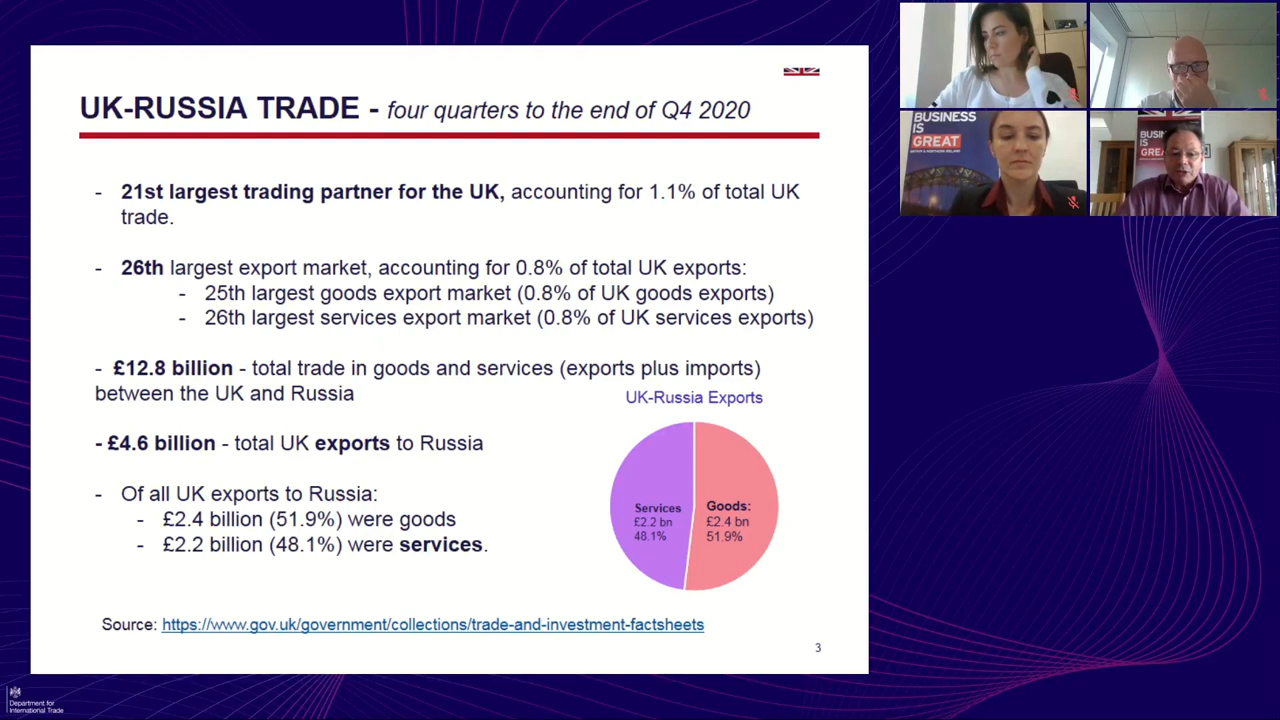 UK-RUSSIA TRADE - four quarters to the end of Q4 2020
- 21st largest trading partner for the UK, accounting for 1.1% of total UK
trade.
- 26th largest export market, accounting for 0.8% of total UK exports:
- 25th largest goods export market (0.8% of UK goods exports)
- 26th largest services export market (0.8% of UK services exports)
- £12.8 billion - total trade in goods and services (exports plus imports)
between the UK and Russia
- £4.6 billion - total UK exports to Russia
- Of all UK exports to Russia:
- £2.4 billion (51.9%) were goods
- £2.2 billion (48.1%) were services.
UK-Russia Exports
Services
£2.2 bn
48.1%
Goods:
£2.4 bn
51.9%
Source: https://www.gov.uk/government/collections/trade-and-investment-factsheets
3
BUSINESS
IS
GREAT
BUSIN
IS
GREA
Department for
International Trade